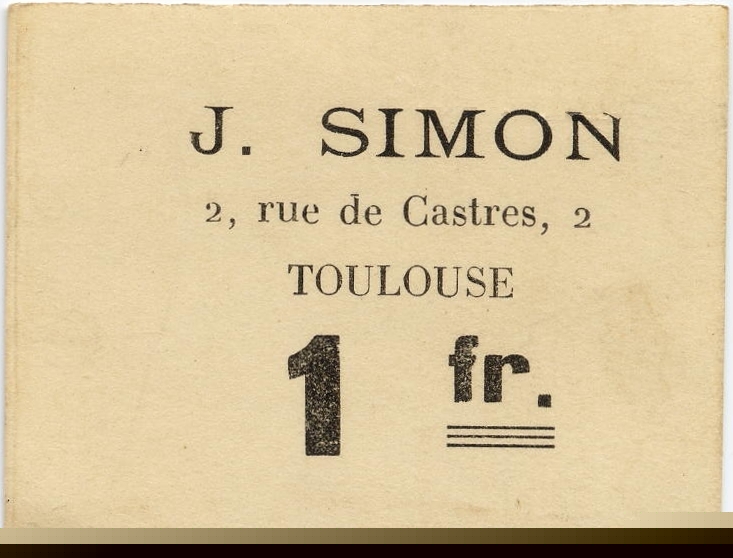 J. SIMON
2, rue de Castres, 2
TOULOUSE
1 fr.